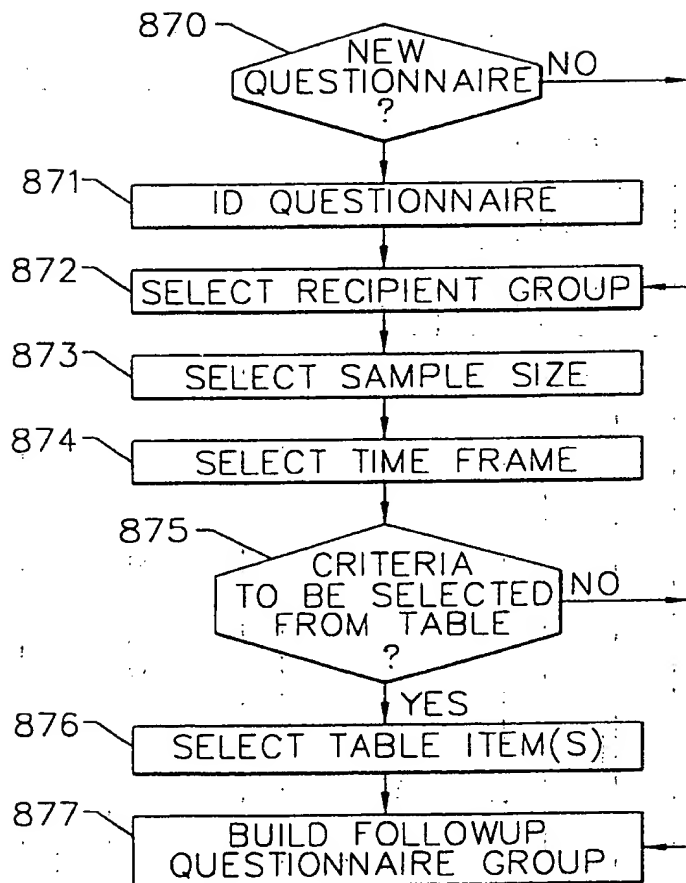 870
NEW
QUESTIONNAIRE
?
NO
871
ID QUESTIONNAIRE
872
SELECT RECIPIENT GROUP
873
SELECT SAMPLE SIZE
874
SELECT TIME FRAME
875
CRITERIA
TO BE SELECTED
FROM TABLE
?
NO
YES
876
SELECT TABLE ITEM(S)
877
BUILD FOLLOWUP
QUESTIONNAIRE GROUP